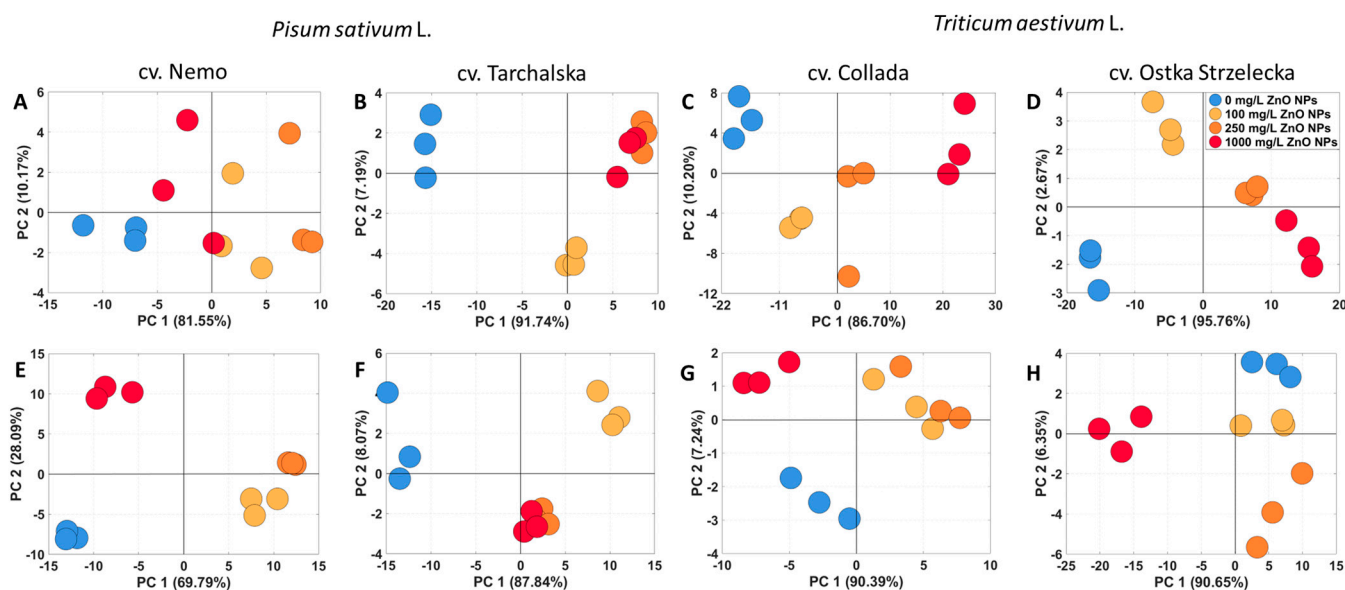 Pisum sativum L.
Triticum aestivum L.
cv. Nemo
cv. Tarchalska
cv. Collada
cv. Ostka Strzelecka
A
6
4
2
0
-2
-4
PC 2 (10.17%)
-15 -10 -5 0 5 10
PC 1 (81.55%)
B
4
2
0
-2
-4
-6
PC 2 (7.19%)
-20 -15 -10 -5 0 5 10
PC 1 (91.74%)
C
12
8
4
0
-4
-8
-12
PC 2 (10.20%)
-22 -11 0 10 20 30
PC 1 (86.70%)
D
4
3
2
1
0
-1
-2
-3
PC 2 (2.67%)
-20 -10 0 10 20
PC 1 (95.76%)
0 mg/L ZnO NPs
100 mg/L ZnO NPs
250 mg/L ZnO NPs
1000 mg/L ZnO NPs
E
15
10
5
0
-5
-10
PC 2 (28.09%)
-15 -10 -5 0 5 10 15
PC 1 (69.79%)
F
6
4
2
0
-2
-4
PC 2 (8.07%)
-15 -10 -5 0 5 10 15
PC 1 (87.84%)
G
2
1
0
-1
-2
-3
-4
PC 2 (7.24%)
-10 -5 0 5 10
PC 1 (90.39%)
H
4
2
0
-2
-4
-6
PC 2 (6.35%)
-25 -20 -15 -10 -5 0 5 10 15
PC 1 (90.65%)